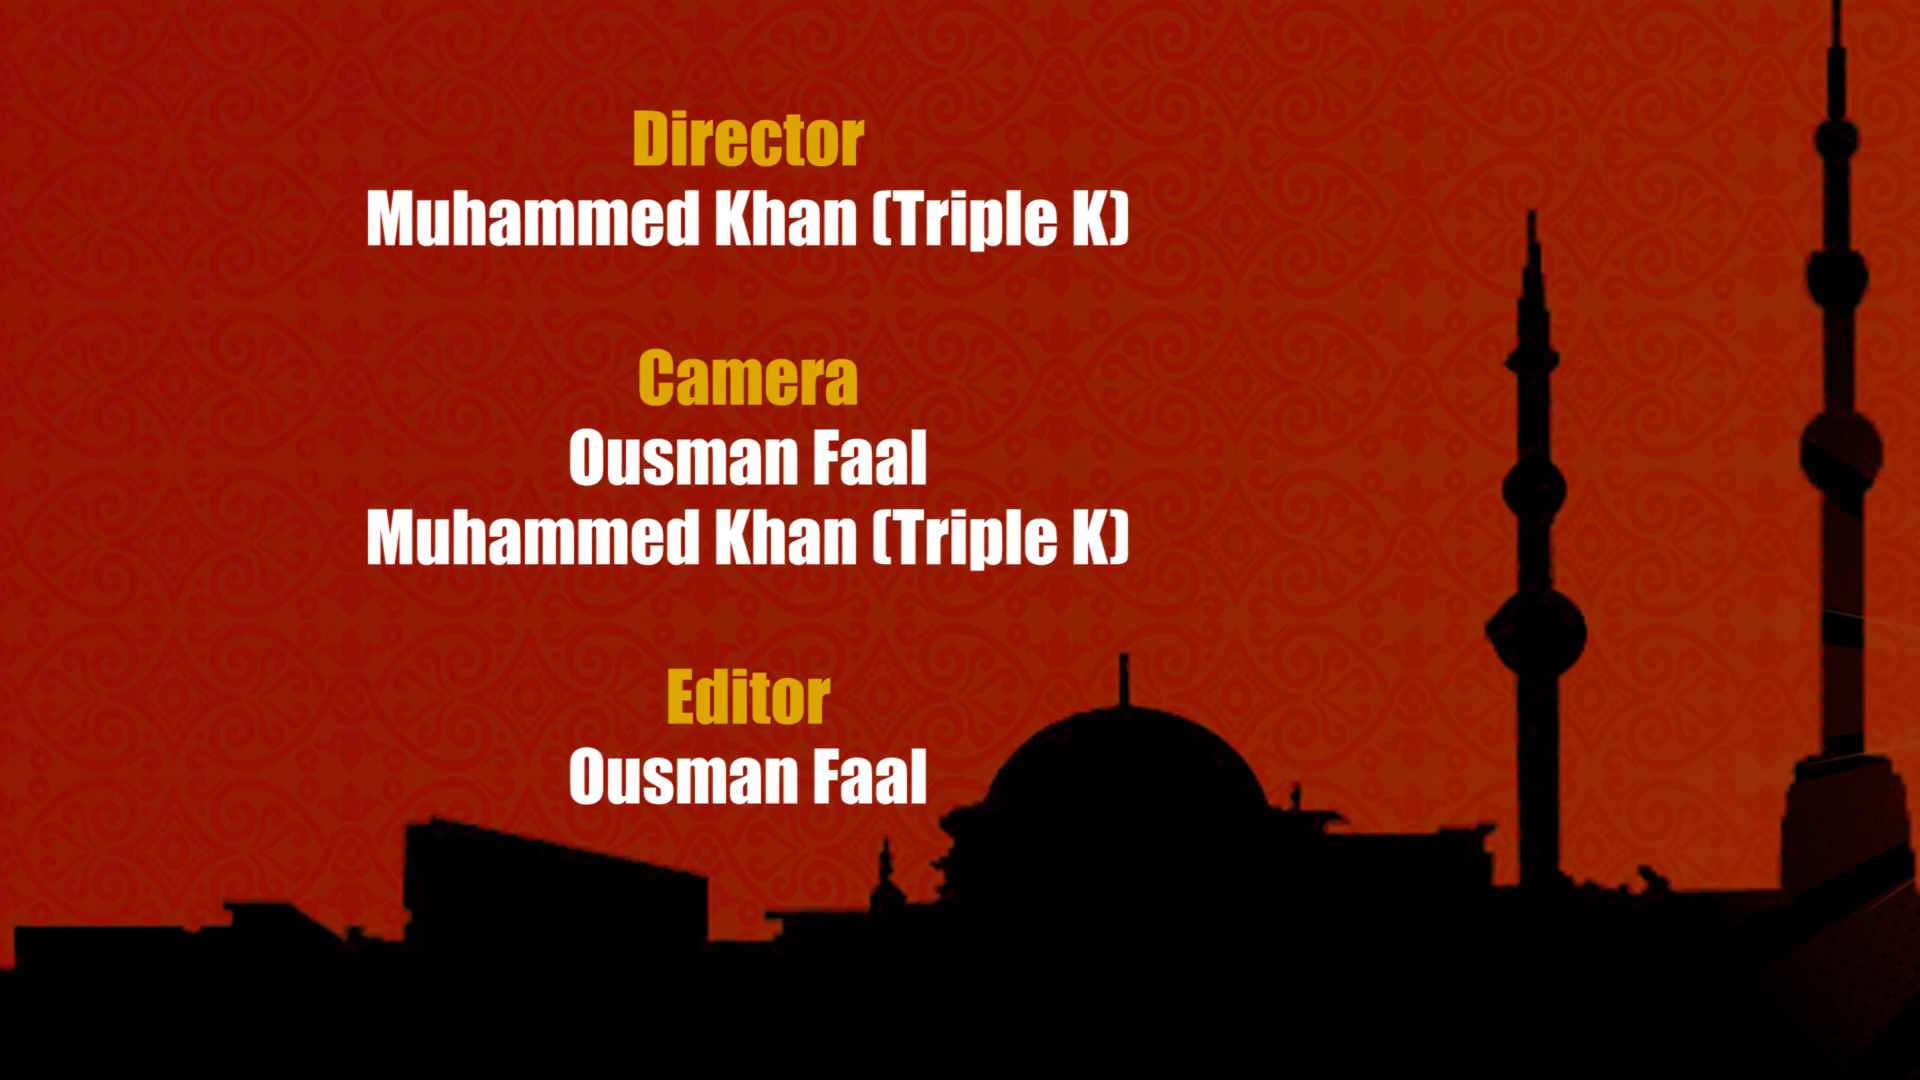 Director
Muhammed Khan (Triple K)
Camera
Ousman Faal
Muhammed Khan (Triple K)
Editor
Ousman Faal